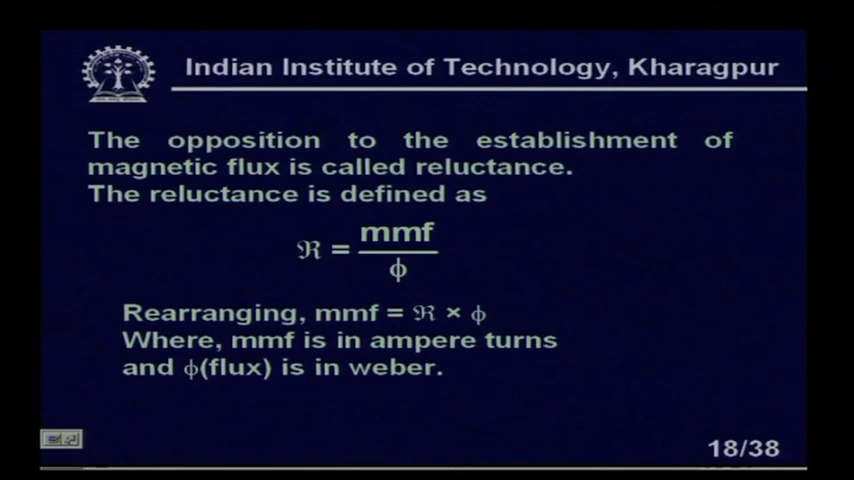 Indian Institute of Technology, Kharagpur
The opposition to the establishment of
magnetic flux is called reluctance.
The reluctance is defined as
ℜ = mmf / ϕ
Rearranging, mmf = ℜ × ϕ
Where, mmf is in ampere turns
and ϕ(flux) is in weber.
18/38